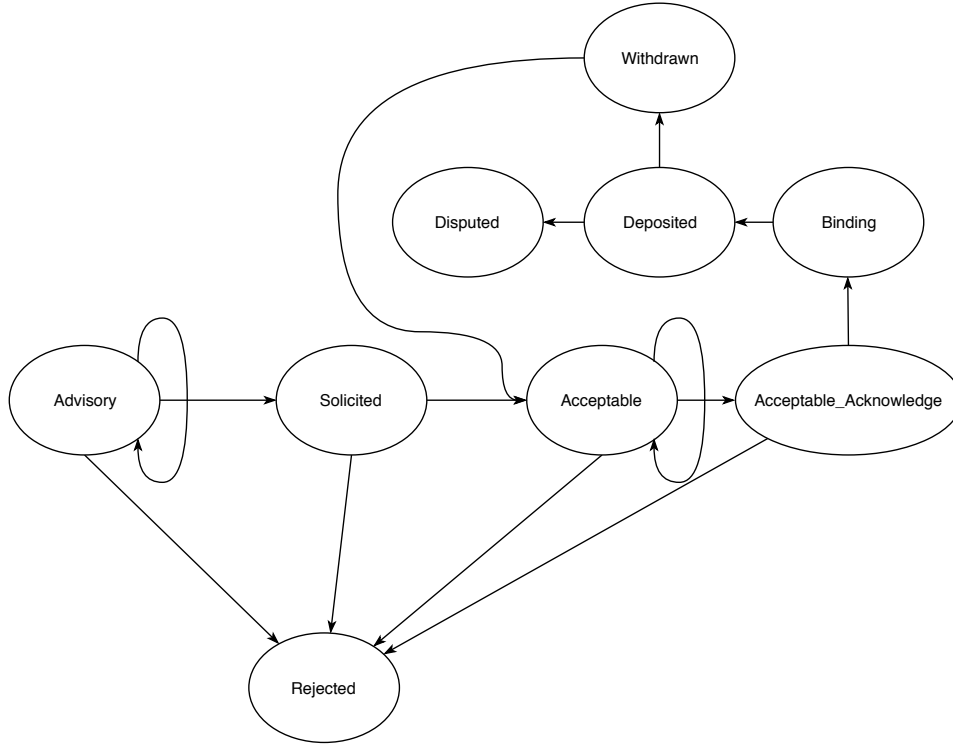 Withdrawn
Disputed
Deposited
Binding
Advisory
Solicited
Acceptable
Acceptable_Acknowledge
Rejected